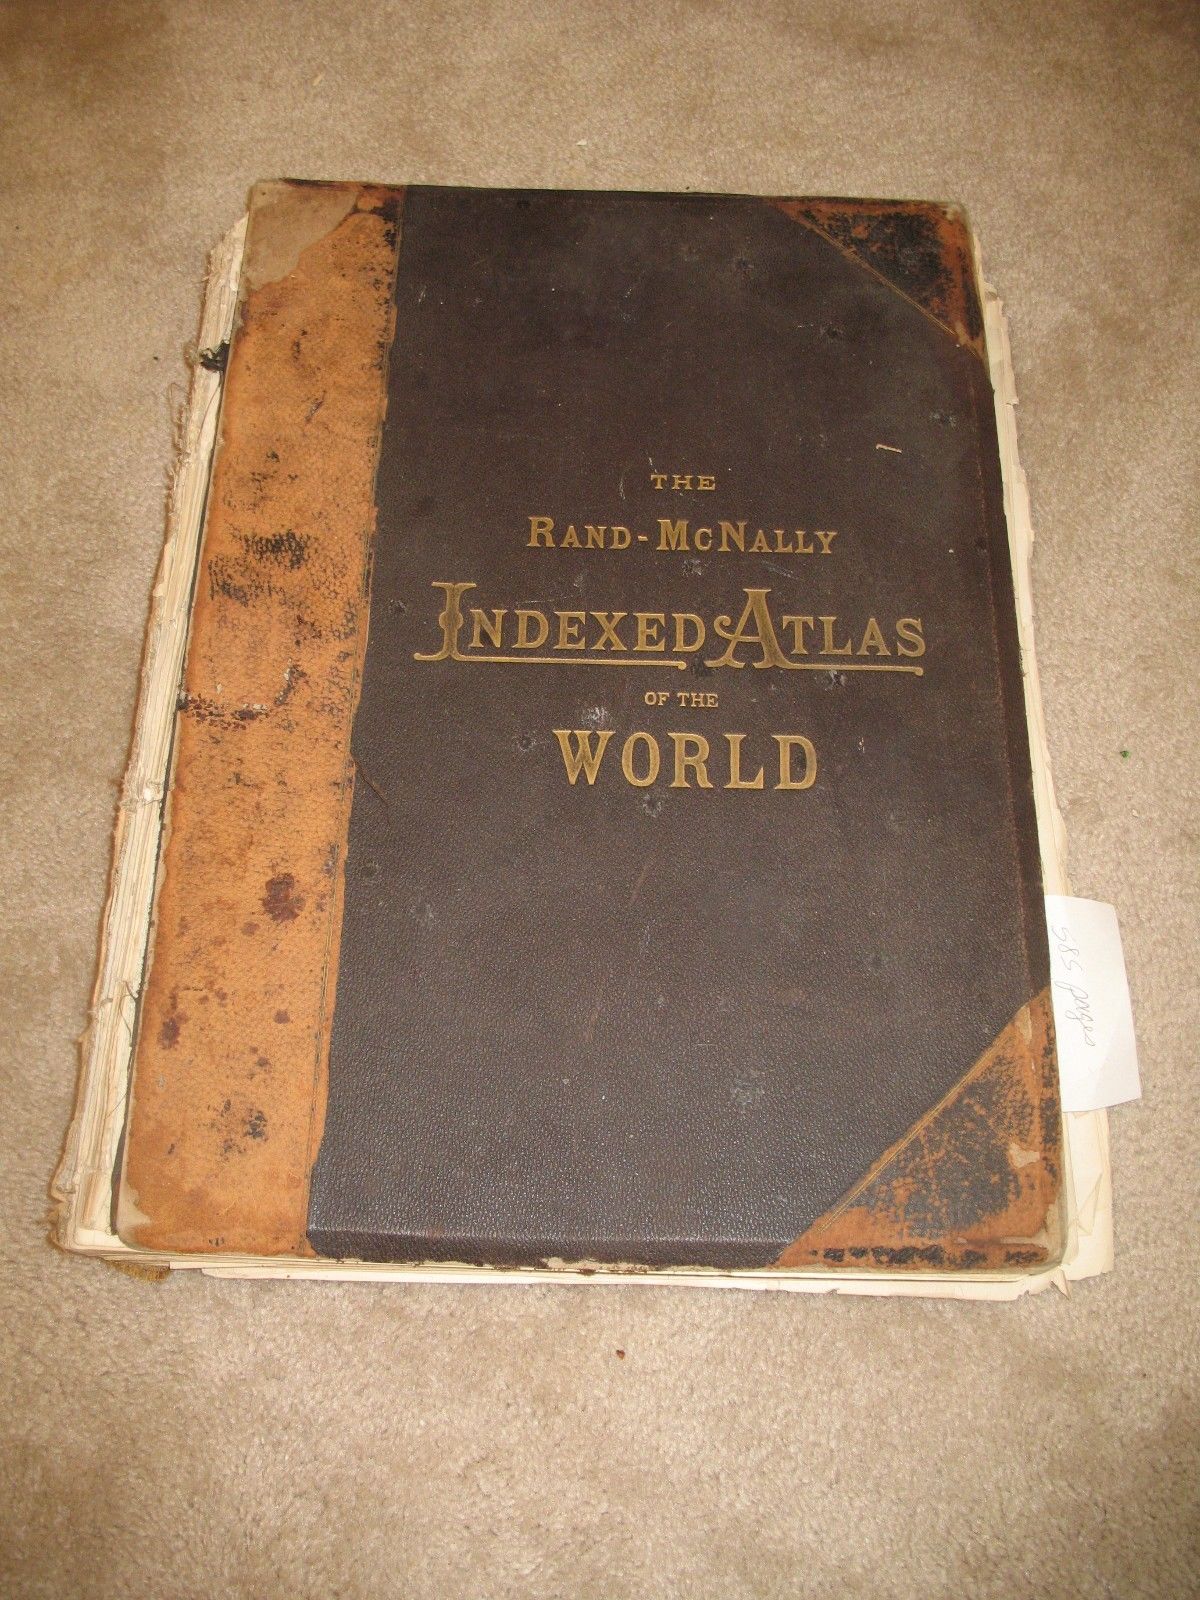 THE
RAND-MCNALLY
INDEXED ATLAS
OF THE
WORLD
585 pages